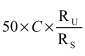 50 × C × R_U / R_S